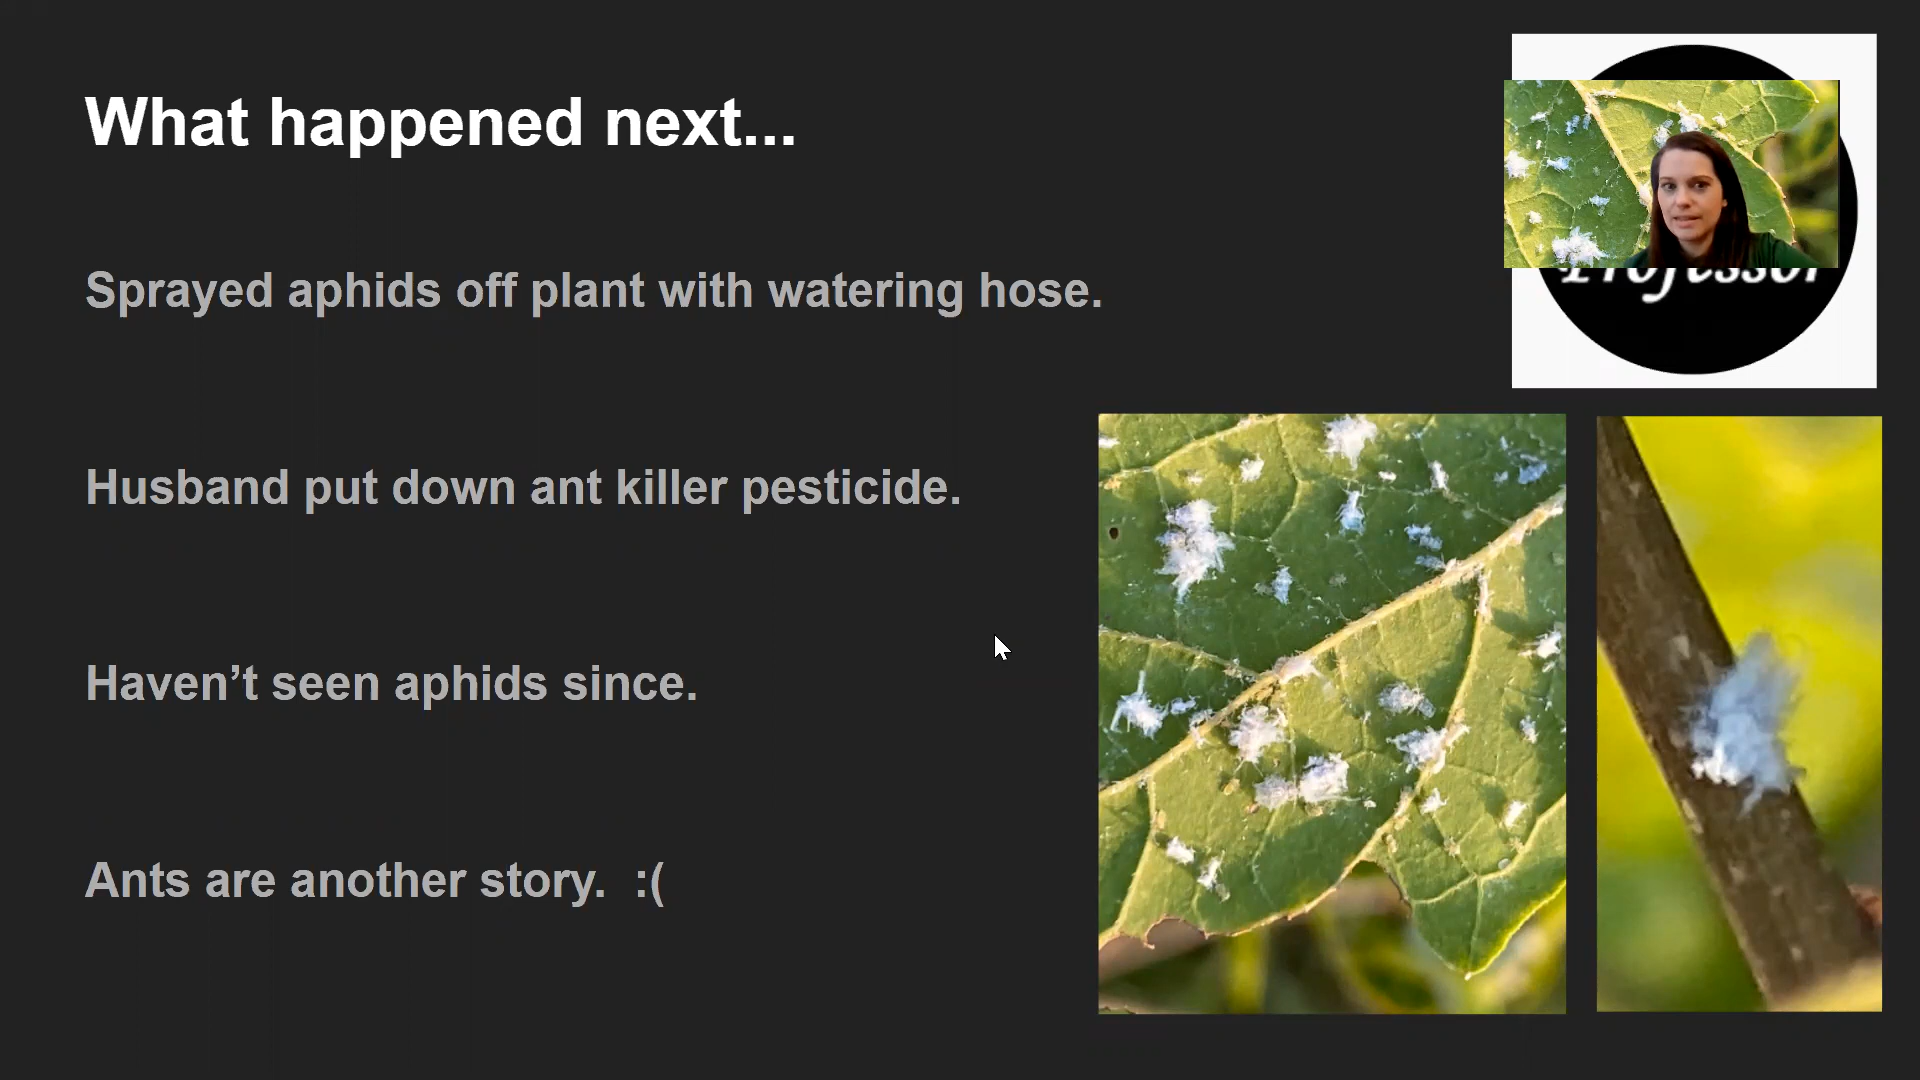 What happened next...
Sprayed aphids off plant with watering hose.
Husband put down ant killer pesticide.
Haven’t seen aphids since.
Ants are another story.  :(
Professor